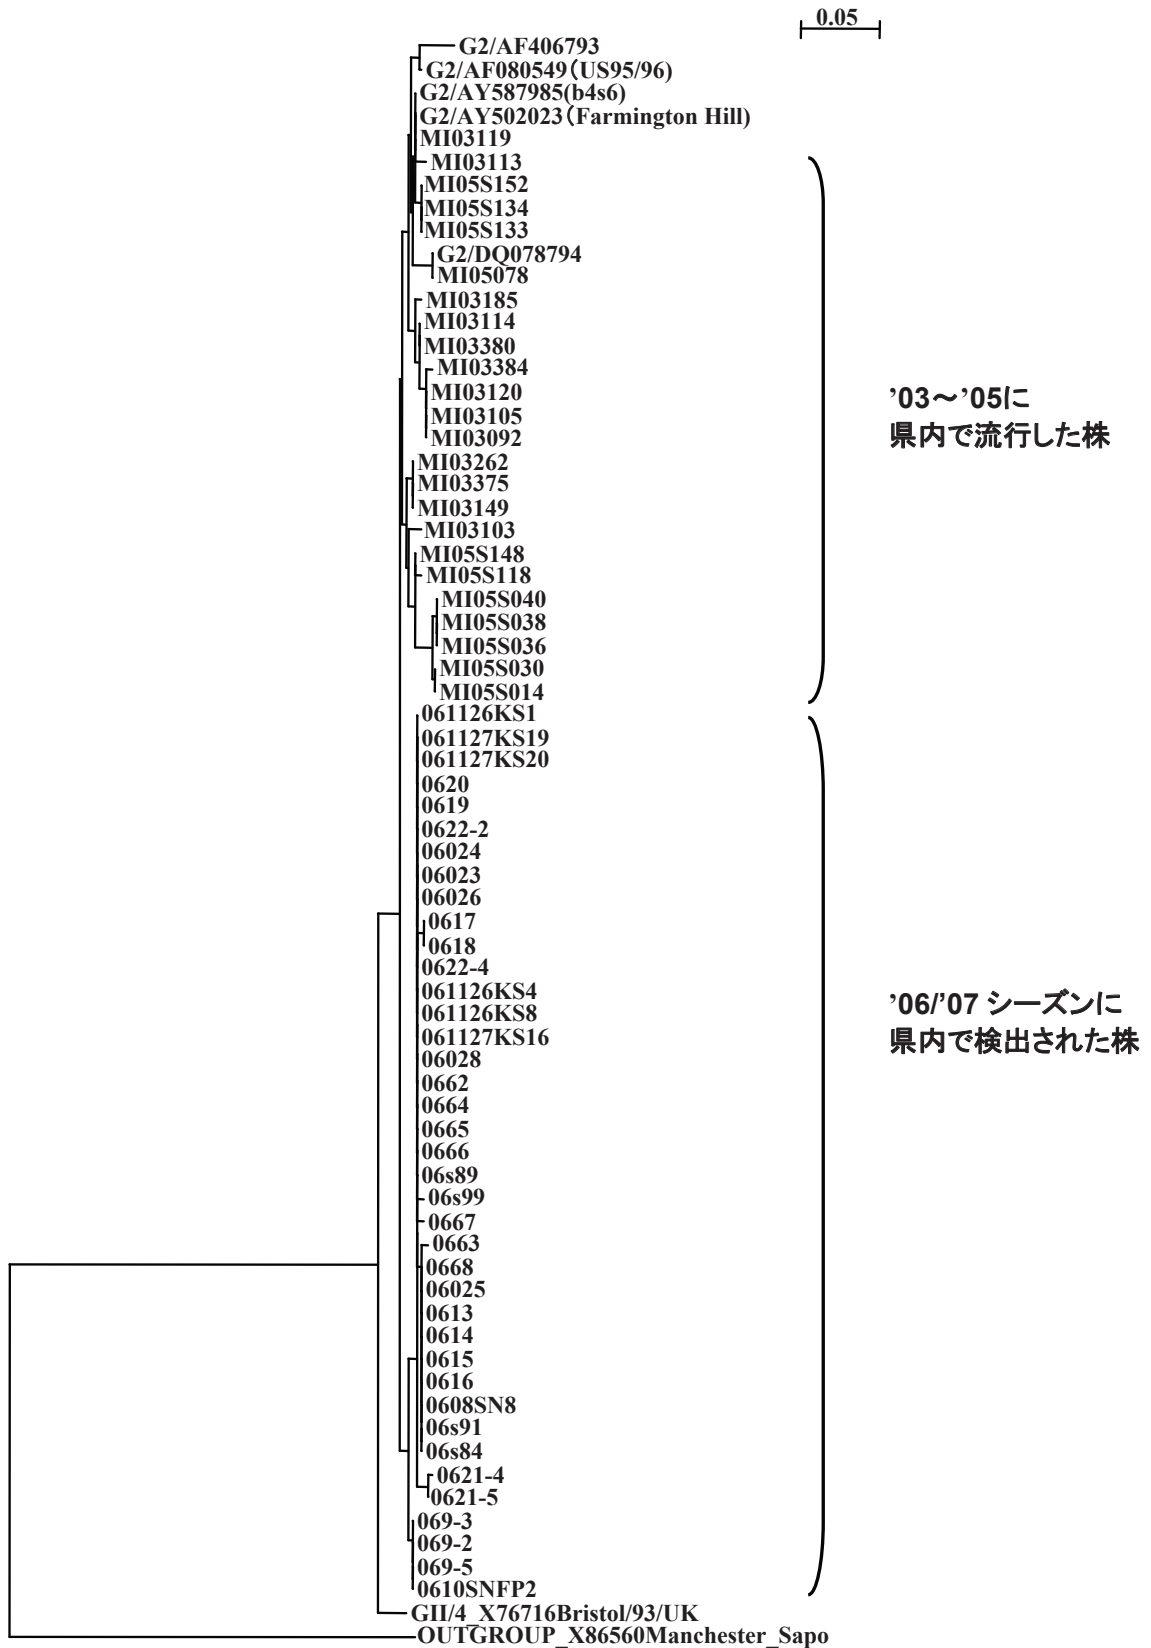 0.05
G2/AF406793
G2/AF080549(US95/96)
G2/AY587985(b4s6)
G2/AY502023(Farmington Hill)
MI03119
MI03113
MI05S152
MI05S134
MI05S133
G2/DQ078794
MI05078
MI03185
MI03114
MI03380
MI03384
MI03120
MI03105
MI03092
’03～’05に
県内で流行した株
MI03262
MI03375
MI03149
MI03103
MI05S148
MI05S118
MI05S040
MI05S038
MI05S036
MI05S030
MI05S014
061126KS1
061127KS19
061127KS20
0620
0619
0622-2
06024
06023
06026
0617
0618
0622-4
061126KS4
061126KS8
061127KS16
’06/’07 シーズンに
県内で検出された株
06028
0662
0664
0665
0666
06s89
06s99
0667
0663
0668
06025
0613
0614
0615
0616
0608SN8
06s91
06s84
0621-4
0621-5
069-3
069-2
069-5
0610SNFP2
GII/4_X76716Bristol/93/UK
OUTGROUP_X86560Manchester_Sapo